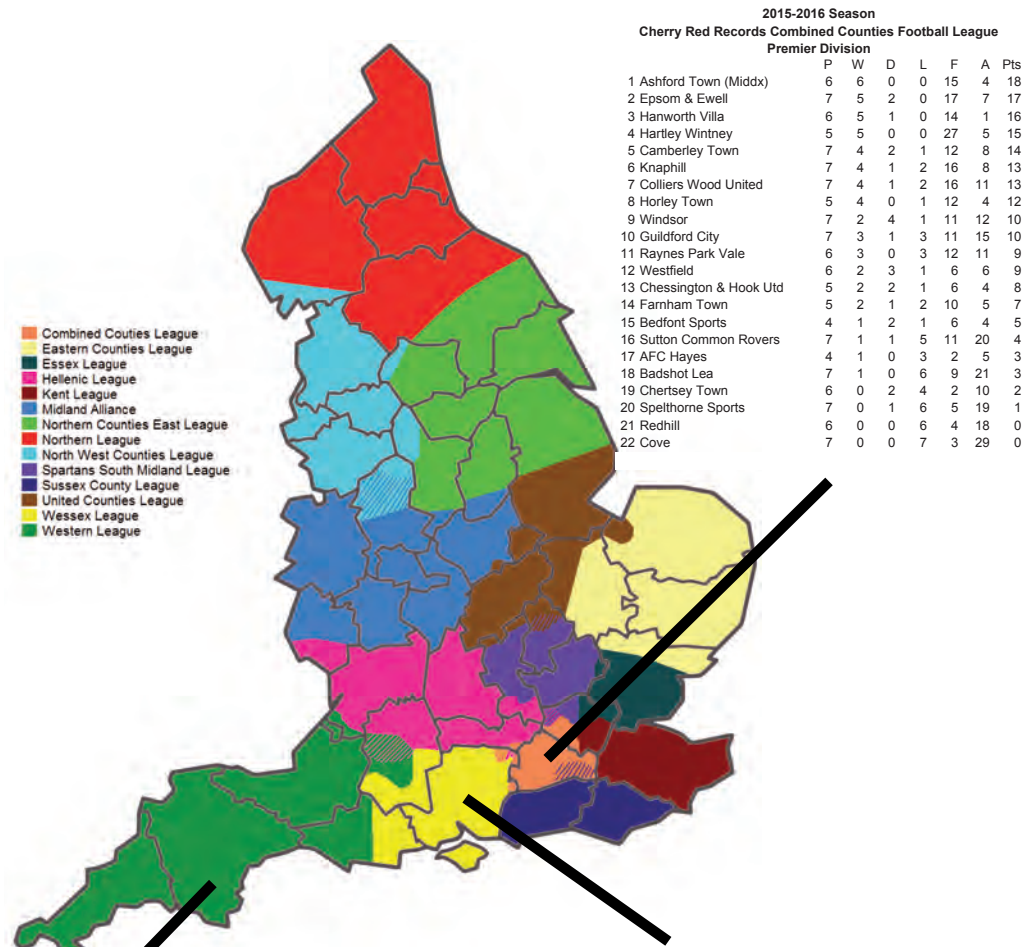 2015-2016 Season
Cherry Red Records Combined Counties Football League
Premier Division
P W D L F A Pts
1 Ashford Town (Middx) 6 6 0 0 15 4 18
2 Epsom & Ewell 7 5 2 0 17 7 17
3 Hanworth Villa 6 5 1 0 14 1 16
4 Hartley Wintney 5 5 0 0 27 5 15
5 Camberley Town 7 4 2 1 12 8 14
6 Knaphill 7 4 1 2 16 8 13
7 Colliers Wood United 7 4 1 2 16 11 13
8 Horley Town 5 4 0 1 12 4 12
9 Windsor 7 2 4 1 11 12 10
10 Guildford City 7 3 1 3 11 15 10
11 Raynes Park Vale 6 3 0 3 12 11 9
12 Westfield 6 2 3 1 6 6 9
13 Chessington & Hook Utd 5 2 2 1 6 4 8
14 Farnham Town 5 2 1 2 10 5 7
15 Bedfont Sports 4 1 2 1 6 4 5
16 Sutton Common Rovers 7 1 1 5 11 20 4
17 AFC Hayes 4 1 0 3 2 5 3
18 Badshot Lea 7 1 0 6 9 21 3
19 Chertsey Town 6 0 2 4 2 10 2
20 Spelthorne Sports 7 0 1 6 5 19 1
21 Redhill 6 0 0 6 4 18 0
22 Cove 7 0 0 7 3 29 0
Combined Couties League
Eastern Counties League
Essex League
Hellenic League
Kent League
Midland Alliance
Northern Counties East League
Northern League
North West Counties League
Spartans South Midland League
Sussex County League
United Counties League
Wessex League
Western League